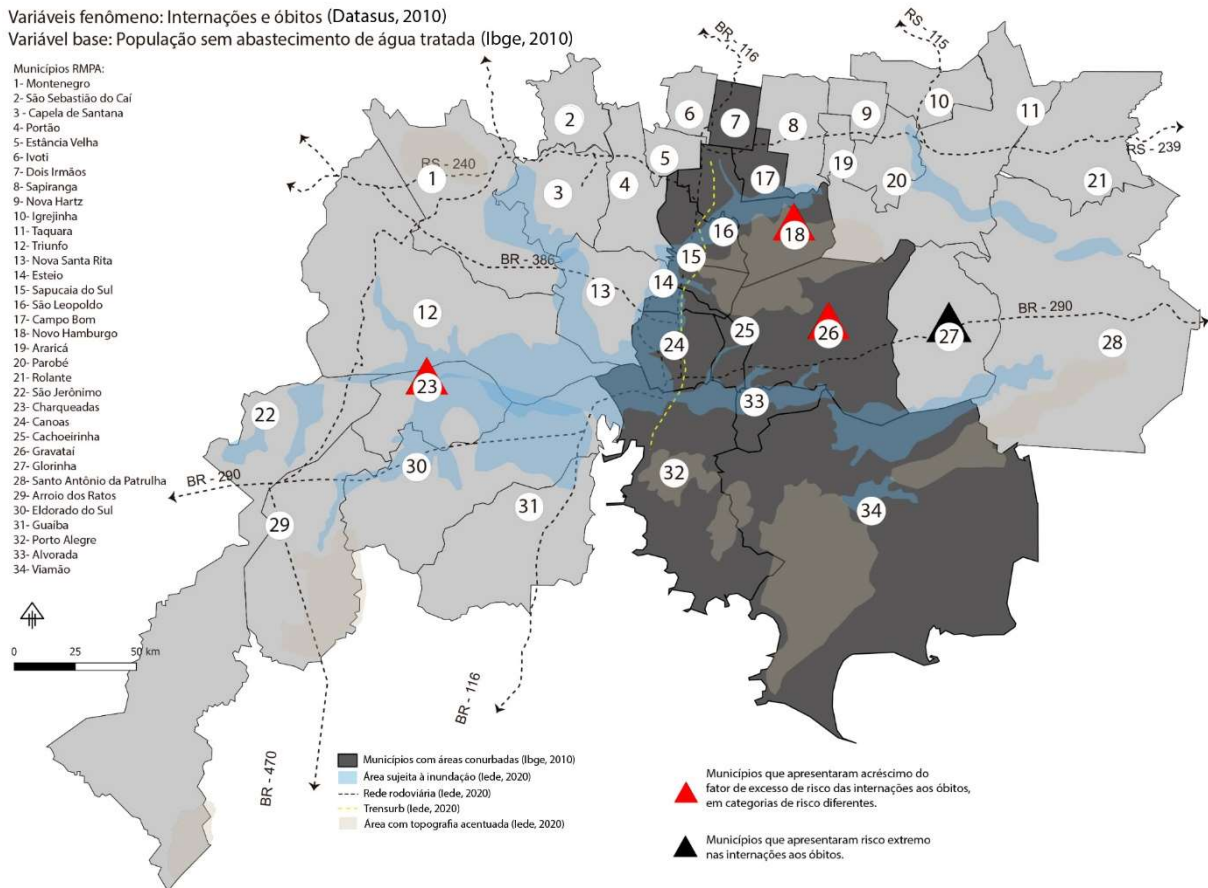 Variáveis fenômeno: Internações e óbitos (Datasus, 2010)
Variável base: População sem abastecimento de água tratada (Ibge, 2010)
Municípios RMPA:
1- Montenegro
2- São Sebastião do Caí
3 - Capela de Santana
4- Portão
5- Estância Velha
6- Ivoti
7- Dois Irmãos
8- Sapiranga
9- Nova Hartz
10- Igrejinha
11- Taquara
12- Triunfo
13- Nova Santa Rita
14- Esteio
15- Sapucaia do Sul
16- São Leopoldo
17- Campo Bom
18- Novo Hamburgo
19- Araricá
20- Parobé
21- Rolante
22- São Jerônimo
23- Charqueadas
24- Canoas
25- Cachoeirinha
26- Gravataí
27- Glorinha
28- Santo Antônio da Patrulha
29- Arroio dos Ratos
30- Eldorado do Sul
31- Guaíba
32- Porto Alegre
33- Alvorada
34- Viamão
0 25 50 km
BR - 116
RS - 115
2
6
7
8
9
10
11
RS - 239
1
RS - 240
3
4
5
17
19
20
21
16
18
15
BR - 386
14
13
12
24
25
26
27
BR - 290
28
23
22
33
30
32
31
34
BR - 290
29
BR - 116
BR - 470
Municípios com áreas conurbadas (Ibge, 2010)
Área sujeita à inundação (Iede, 2020)
Rede rodoviária (Iede, 2020)
Trensurb (Iede, 2020)
Área com topografia acentuada (Iede, 2020)
Municípios que apresentaram acréscimo do
fator de excesso de risco das internações aos óbitos,
em categorias de risco diferentes.
Municípios que apresentaram risco extremo
nas internações aos óbitos.